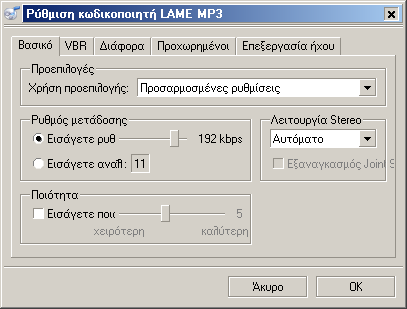 Ρύθμιση κωδικοποιητή LAME MP3
Βασικό VBR Διάφορα Προχωρημένοι Επεξεργασία ήχου
Προεπιλογές
Χρήση προεπιλογής: Προσαρμοσμένες ρυθμίσεις
Ρυθμός μετάδοσης
Εισάγετε ρυθ 192 kbps
Εισάγετε αναλ 11
Λειτουργία Stereo
Αυτόματο
Εξαναγκασμός Joint S
Ποιότητα
Εισάγετε ποι 5
χειρότερη καλύτερη
Άκυρο OK